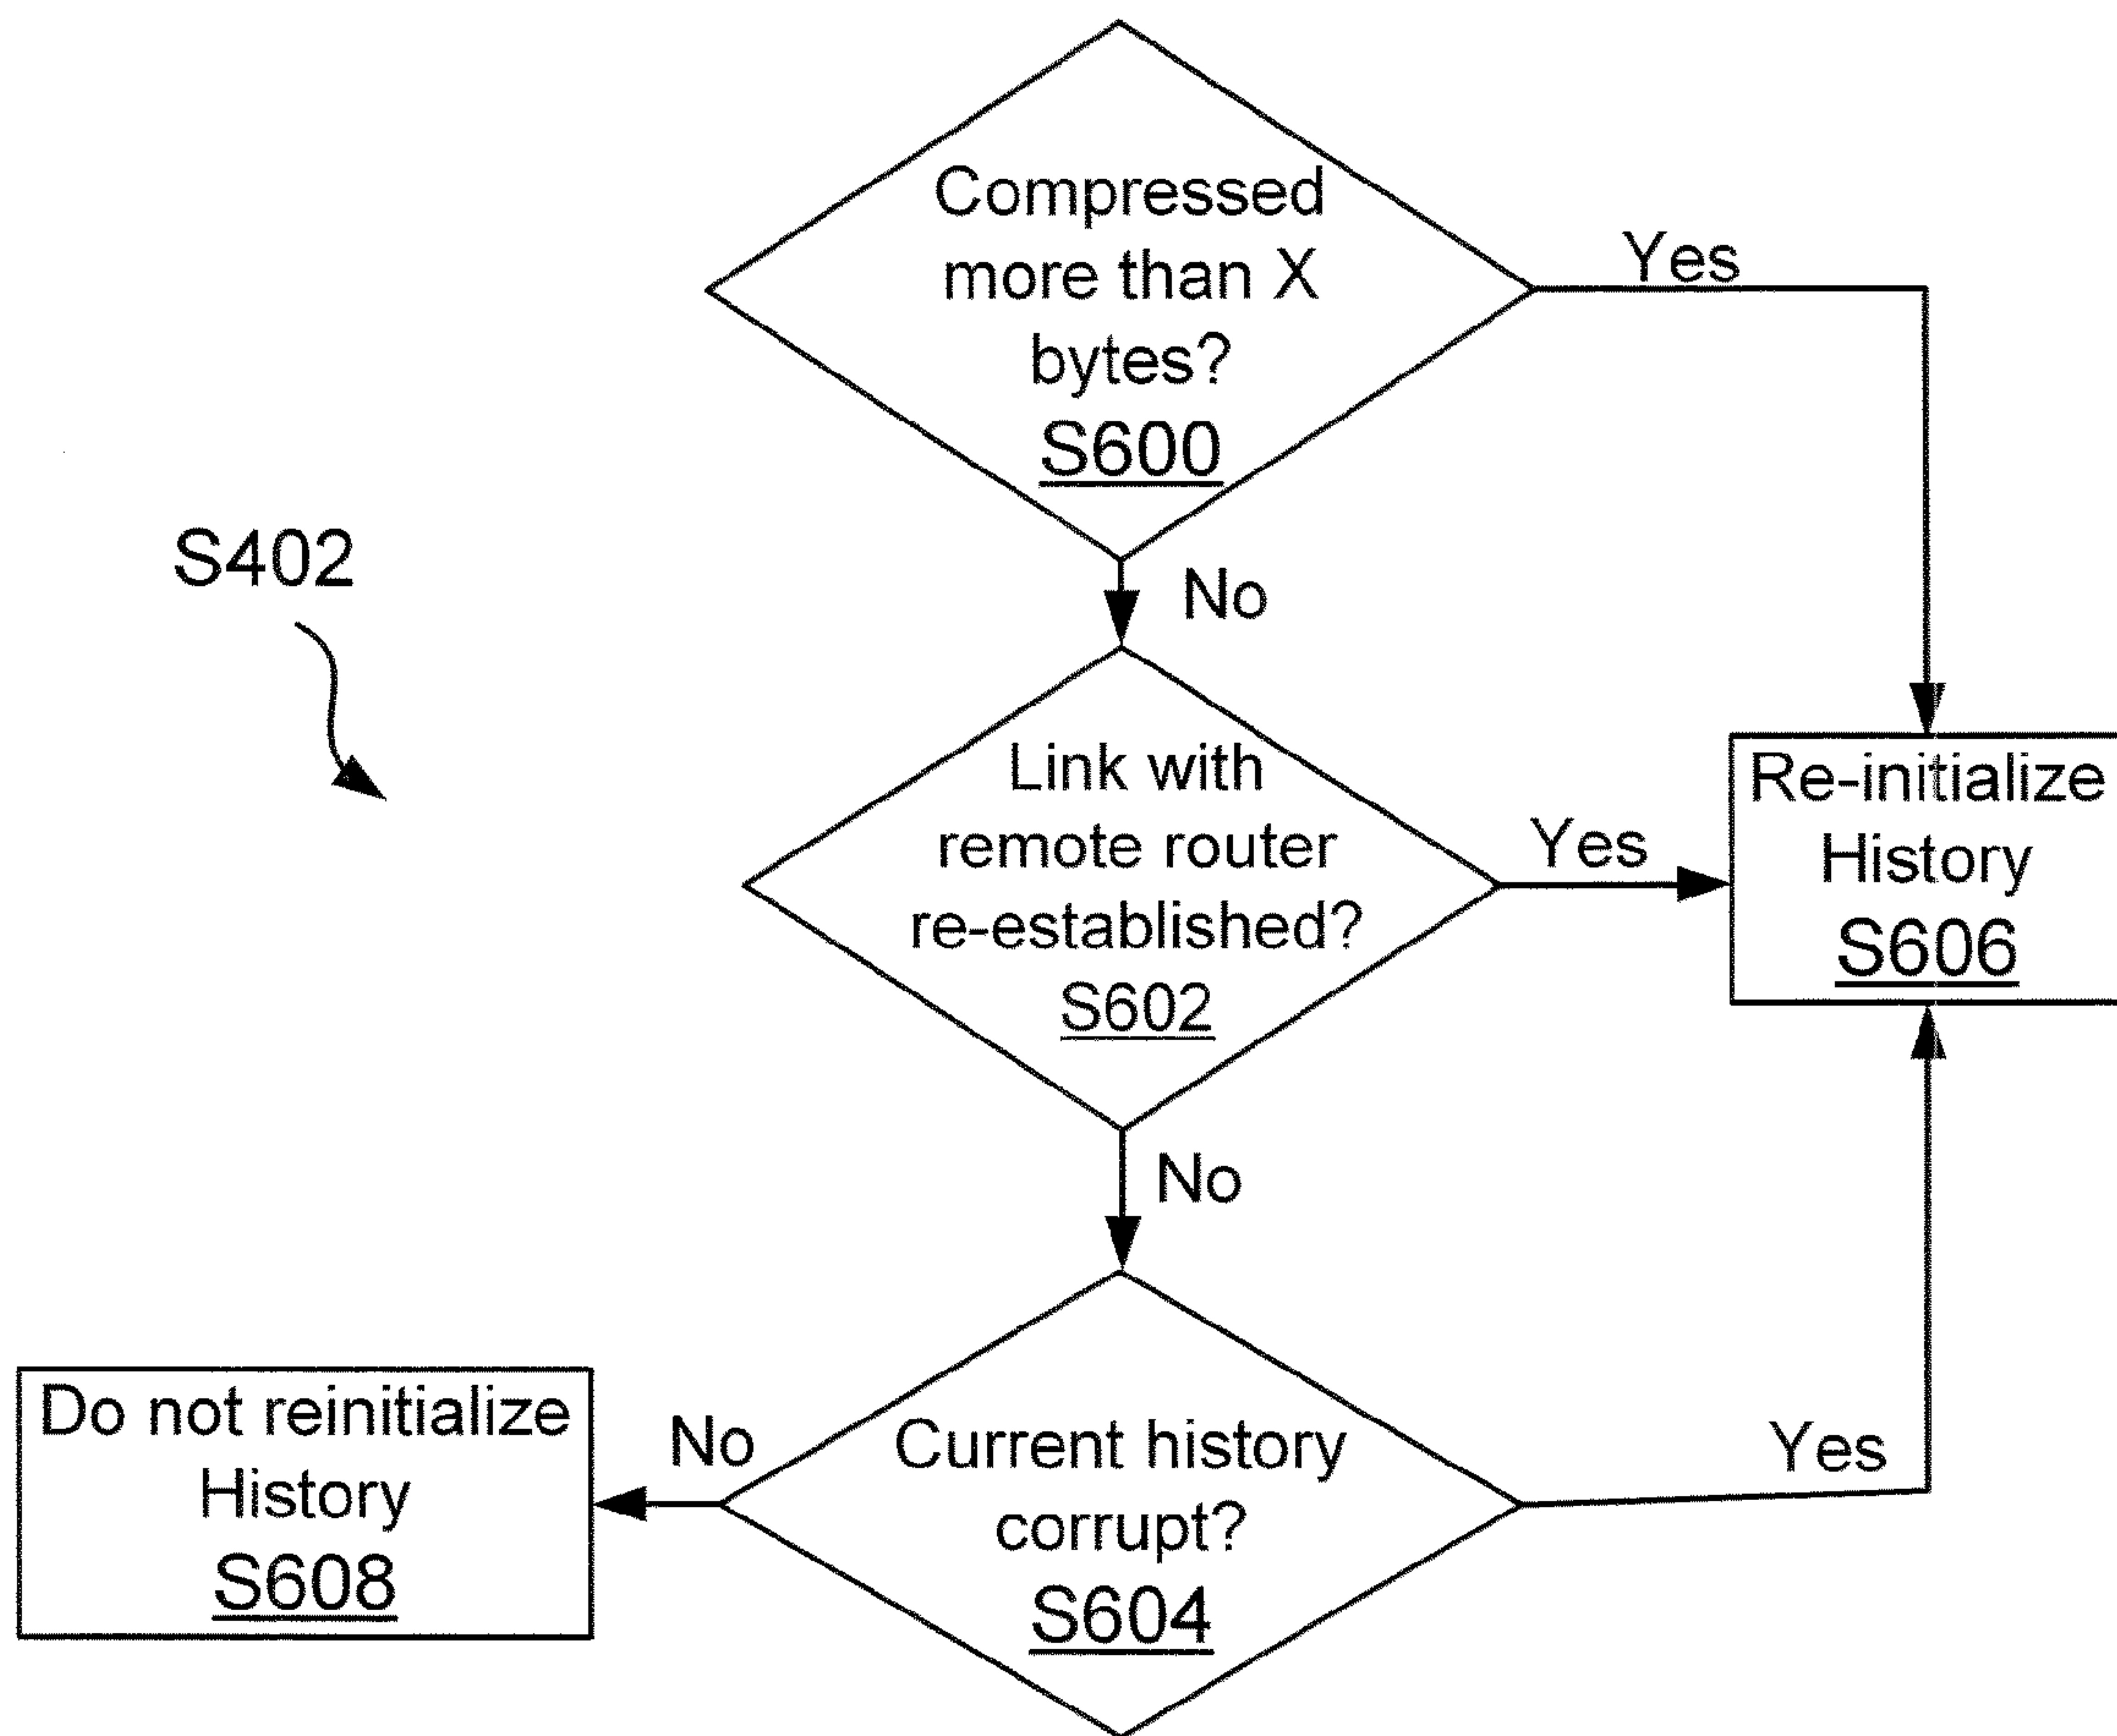 Compressed
more than X
bytes?
S600
Yes
S402
No
Link with
remote router
re-established?
S602
Yes
Re-initialize
History
S606
No
Do not reinitialize
History
S608
No
Current history
corrupt?
S604
Yes